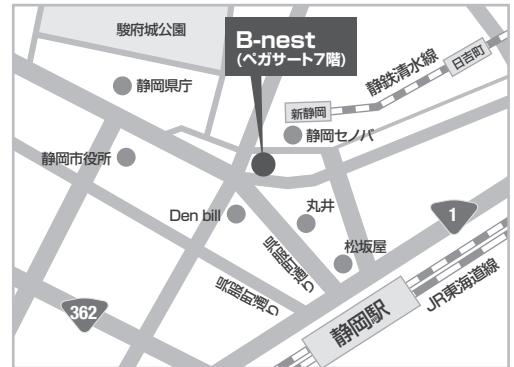 駿府城公園
B-nest
(ペガサート7階)
日吉町
静鉄清水線
静岡県庁
新静岡
静岡セノバ
静岡市役所
Den bill
丸井
呉服町通り
松坂屋
1
呉服町通り
362
静岡駅
JR東海道線